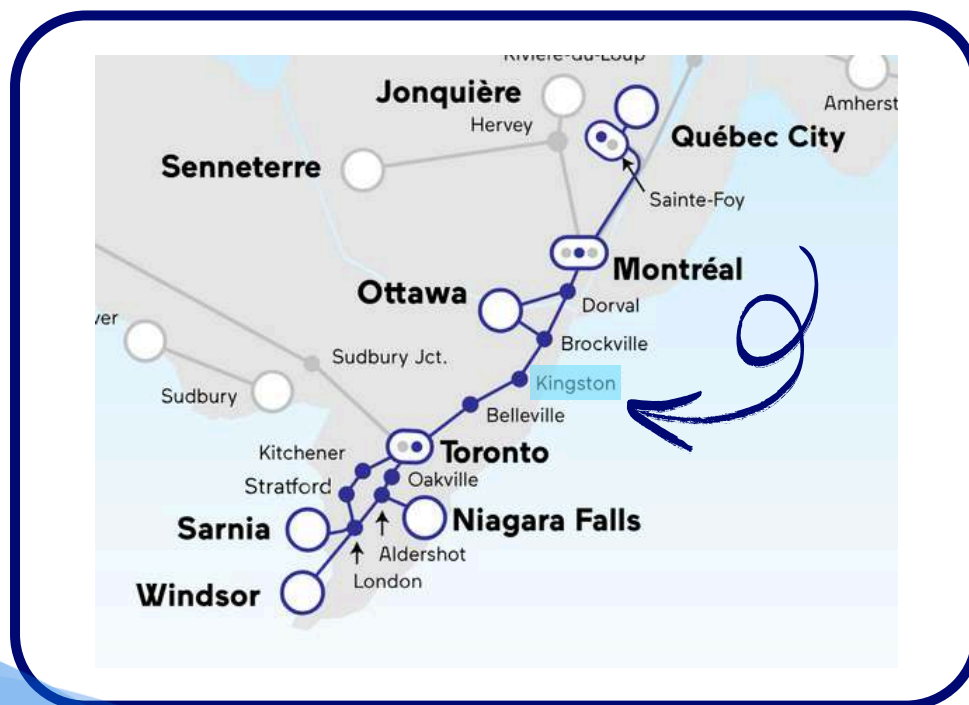 Rivière-du-Loup
Jonquière
Amherst
Hervey
Québec City
Senneterre
Sainte-Foy
Montréal
Ottawa
Dorval
ver
Brockville
Sudbury Jct.
Kingston
Sudbury
Belleville
Kitchener
Toronto
Oakville
Stratford
Sarnia
Niagara Falls
Aldershot
London
Windsor